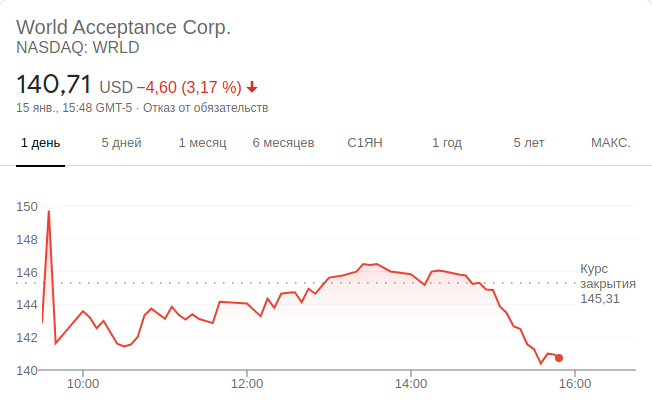 World Acceptance Corp.
NASDAQ: WRLD
140,71 USD −4,60 (3,17 %)
15 янв., 15:48 GMT-5 · Отказ от обязательств
1 день 5 дней 1 месяц 6 месяцев С1ЯН 1 год 5 лет МАКС.
150
148
146
144
142
140
Курс
закрытия
145,31
10:00 12:00 14:00 16:00